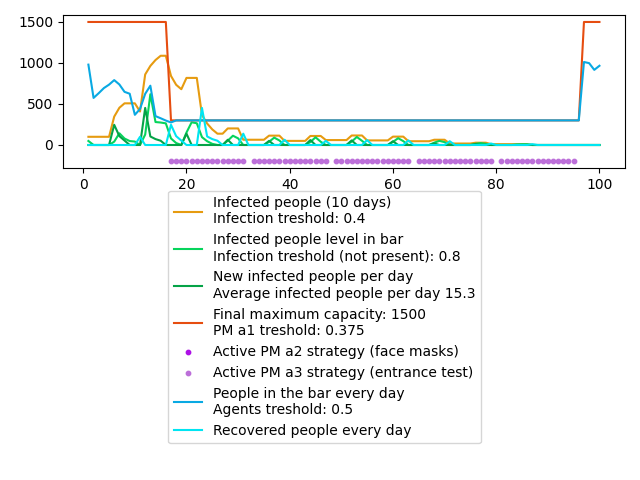 1500
1000
500
0
0
20
40
60
80
100
Infected people (10 days)
Infection treshold: 0.4
Infected people level in bar
Infection treshold (not present): 0.8
New infected people per day
Average infected people per day 15.3
Final maximum capacity: 1500
PM a1 treshold: 0.375
Active PM a2 strategy (face masks)
Active PM a3 strategy (entrance test)
People in the bar every day
Agents treshold: 0.5
Recovered people every day